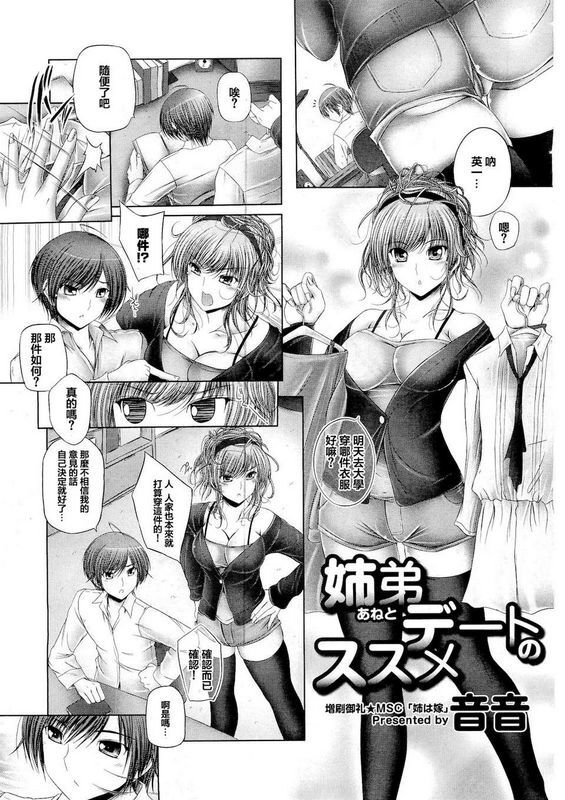 吶
英一…
嗯？
明天去大學
穿哪件衣服
好嘛？
姉弟
あねと
デートの
ススメ
増刷御礼★MSC「姉は嫁」
Presented by 音音
唉？
隨便了吧
哪件!?
那
那件如何？
真的嗎？
人 人家也本來就
打算穿這件的！
那麼不相信我的
意見的話
自己決定就好了…
確認而已
確認！
啊是嗎…